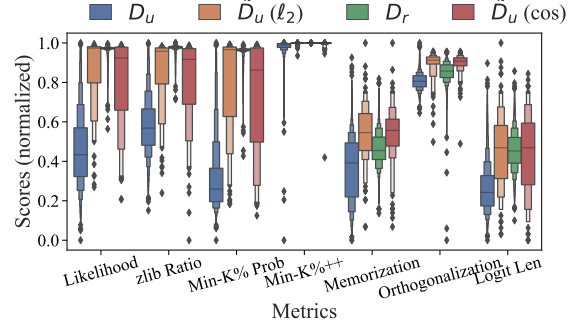 D_u D̃_u (ℓ_2) D_r D̃_u (cos)
Scores (normalized)
1.0
0.8
0.6
0.4
0.2
0.0
Likelihood zlib Ratio Min-K% Prob Min-K%++ Memorization Orthogonalization Logit Len
Metrics